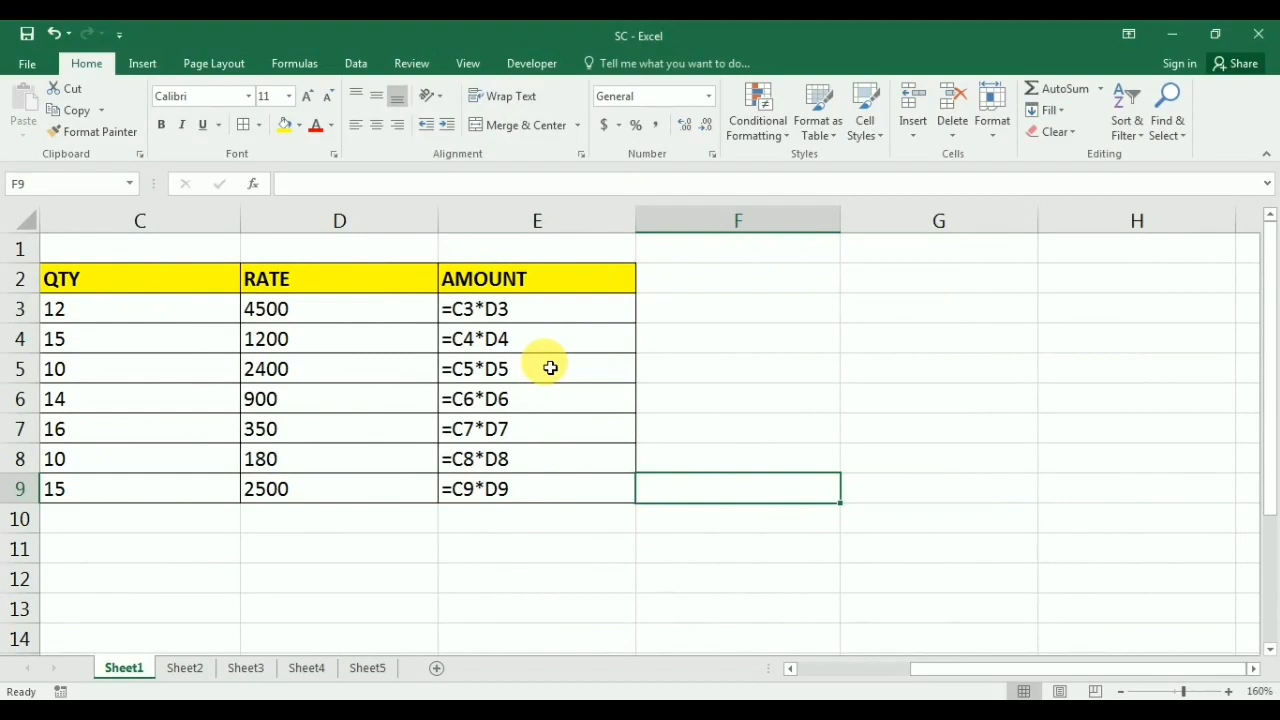 SC - Excel
File Home Insert Page Layout Formulas Data Review View Developer Tell me what you want to do... Sign in Share
Paste Cut Copy Format Painter
Clipboard
Calibri 11
B I U A
Font
Wrap Text
Merge & Center
Alignment
General
$ % ,
Number
Conditional Formatting Format as Table Cell Styles
Styles
Insert Delete Format
Cells
AutoSum
Fill
Clear
Sort & Filter Find & Select
Editing
F9 fx
C D E F G H
1
2 QTY RATE AMOUNT
3 12 4500 =C3*D3
4 15 1200 =C4*D4
5 10 2400 =C5*D5
6 14 900 =C6*D6
7 16 350 =C7*D7
8 10 180 =C8*D8
9 15 2500 =C9*D9
10
11
12
13
14
Sheet1 Sheet2 Sheet3 Sheet4 Sheet5
Ready 160%